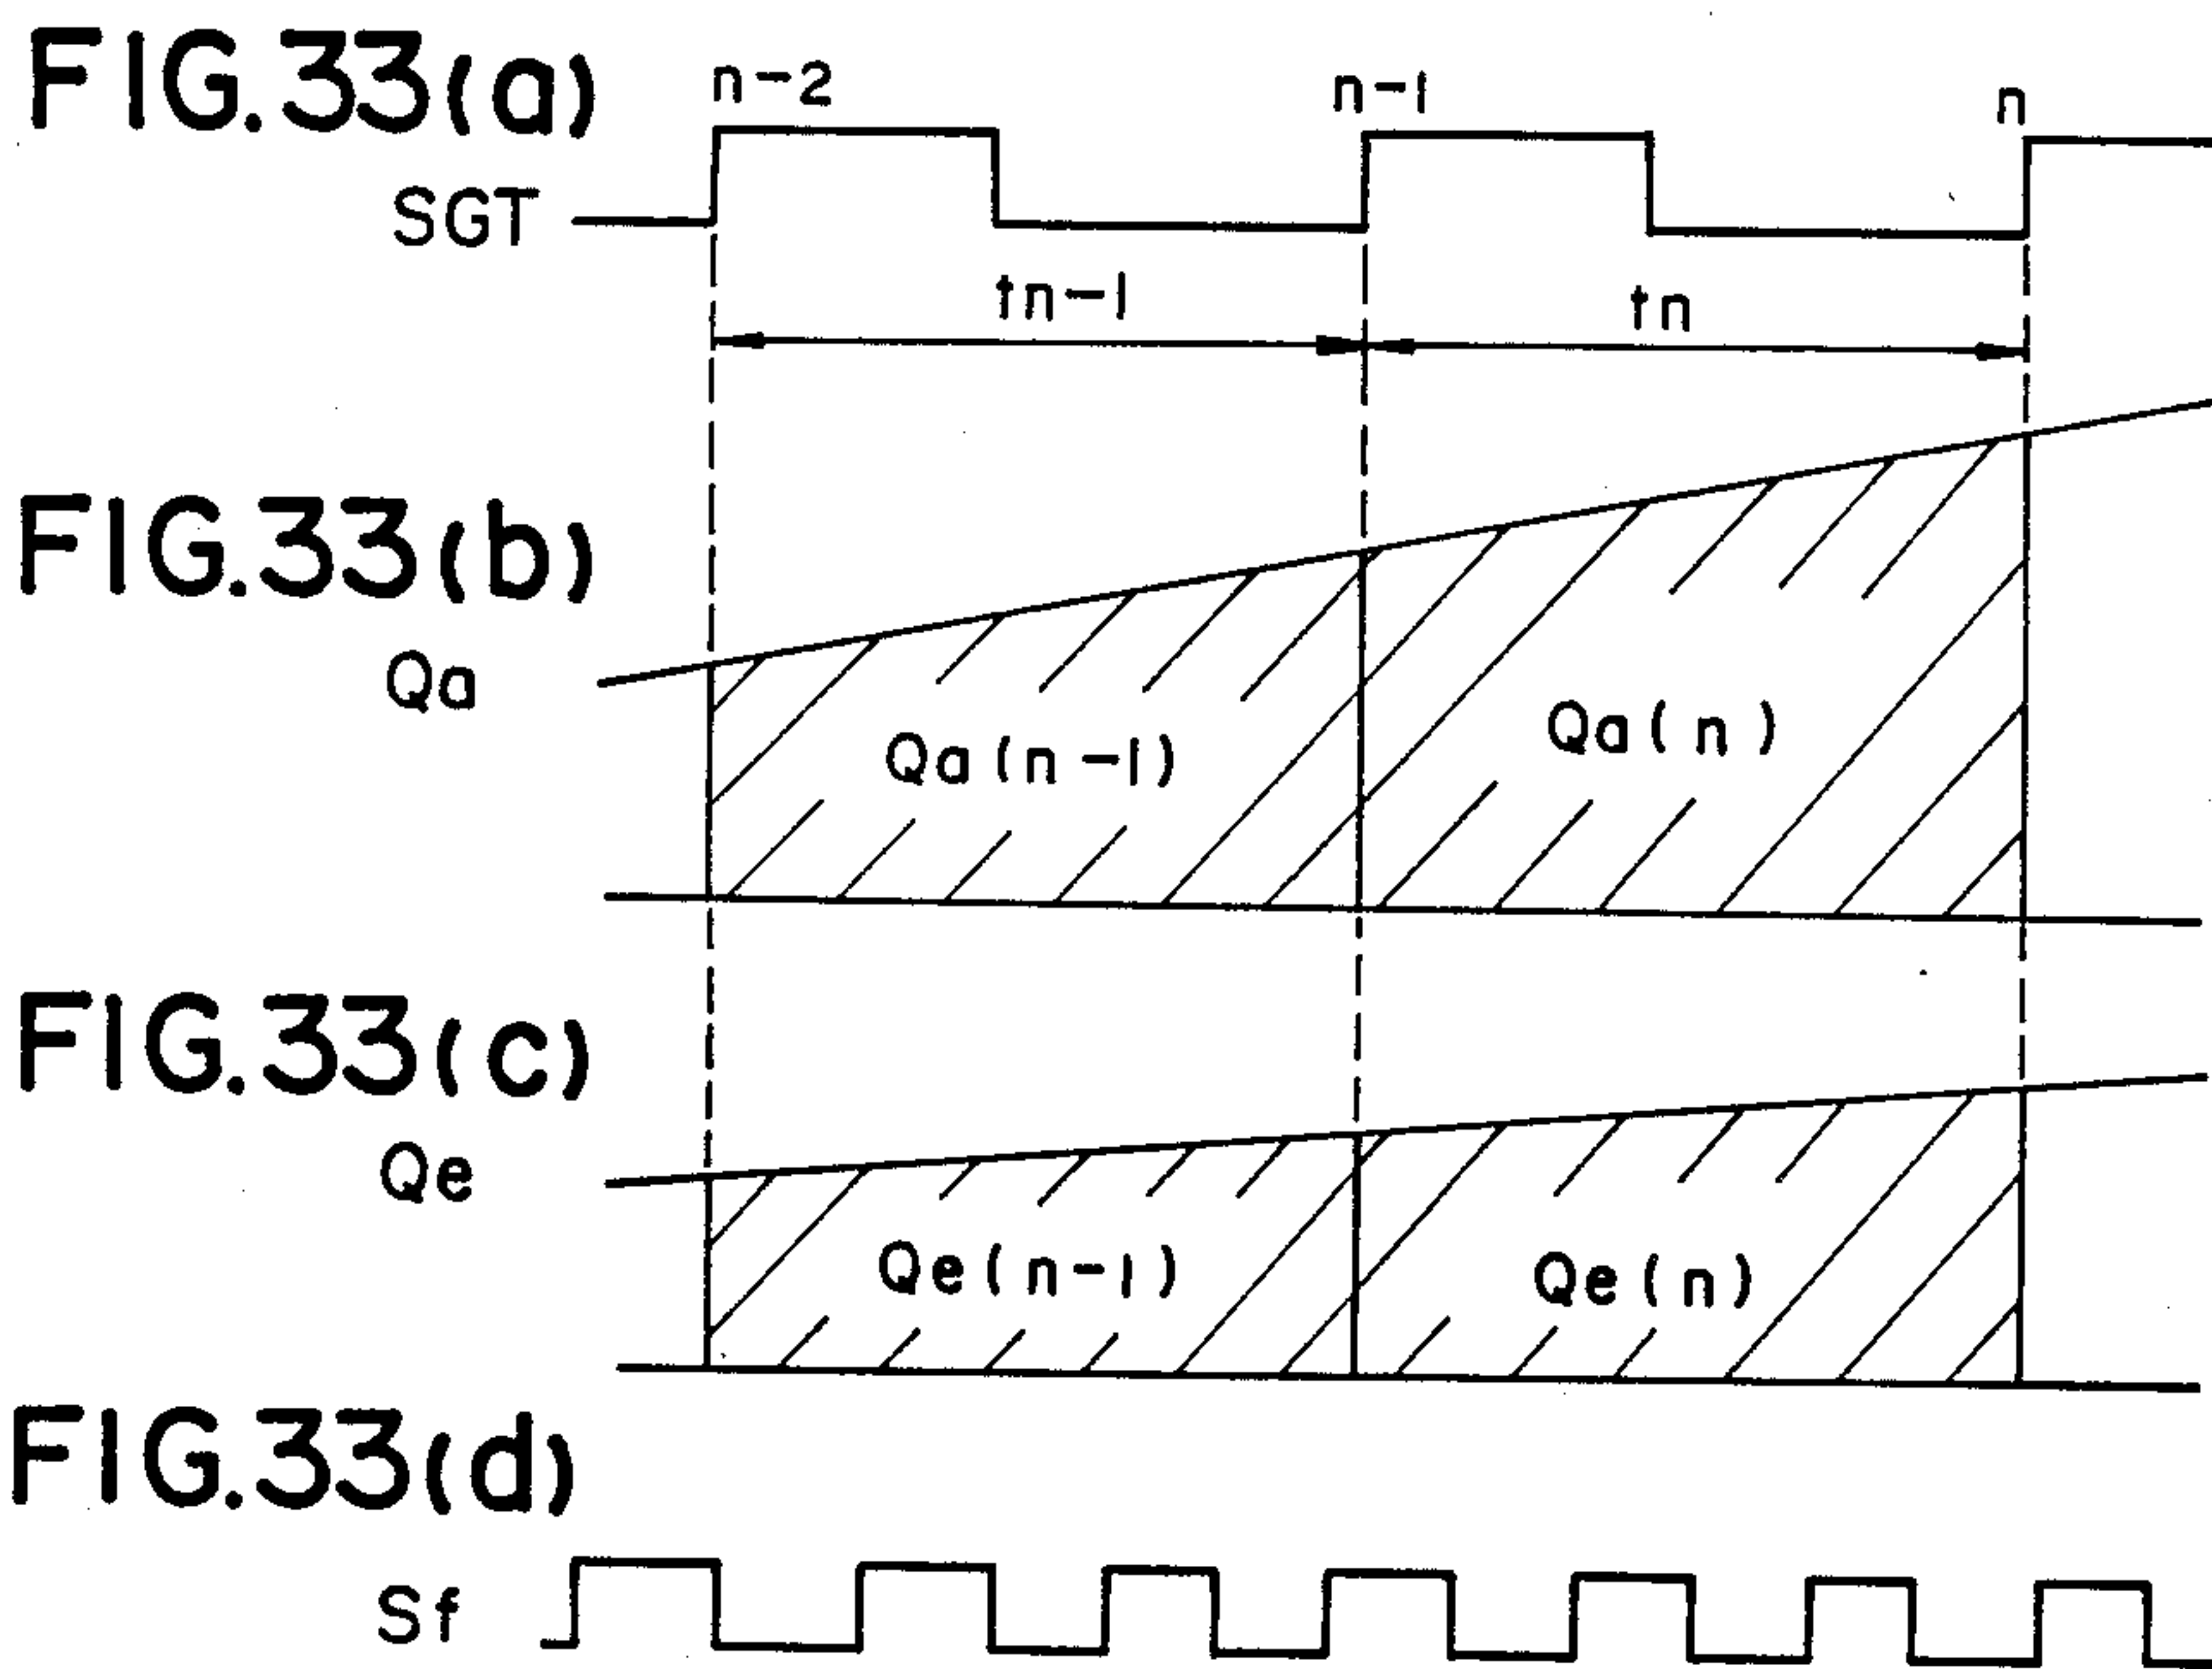 FIG.33(a)
n-2
n-1
n
SGT
tn-1
tn
FIG.33(b)
Qa
Qa(n-1)
Qa(n)
FIG.33(c)
Qe
Qe(n-1)
Qe(n)
FIG.33(d)
Sf